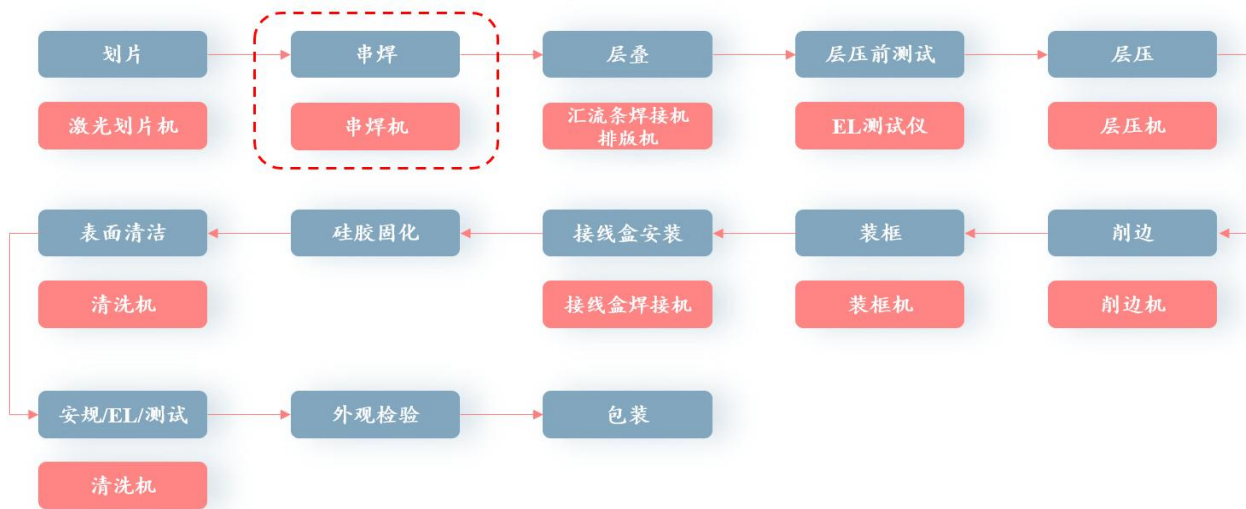 划片
串焊
层叠
层压前测试
层压
激光划片机
串焊机
汇流条焊接机
排版机
EL测试仪
层压机
表面清洁
硅胶固化
接线盒安装
装框
削边
清洗机
接线盒焊接机
装框机
削边机
安规/EL/测试
外观检验
包装
清洗机